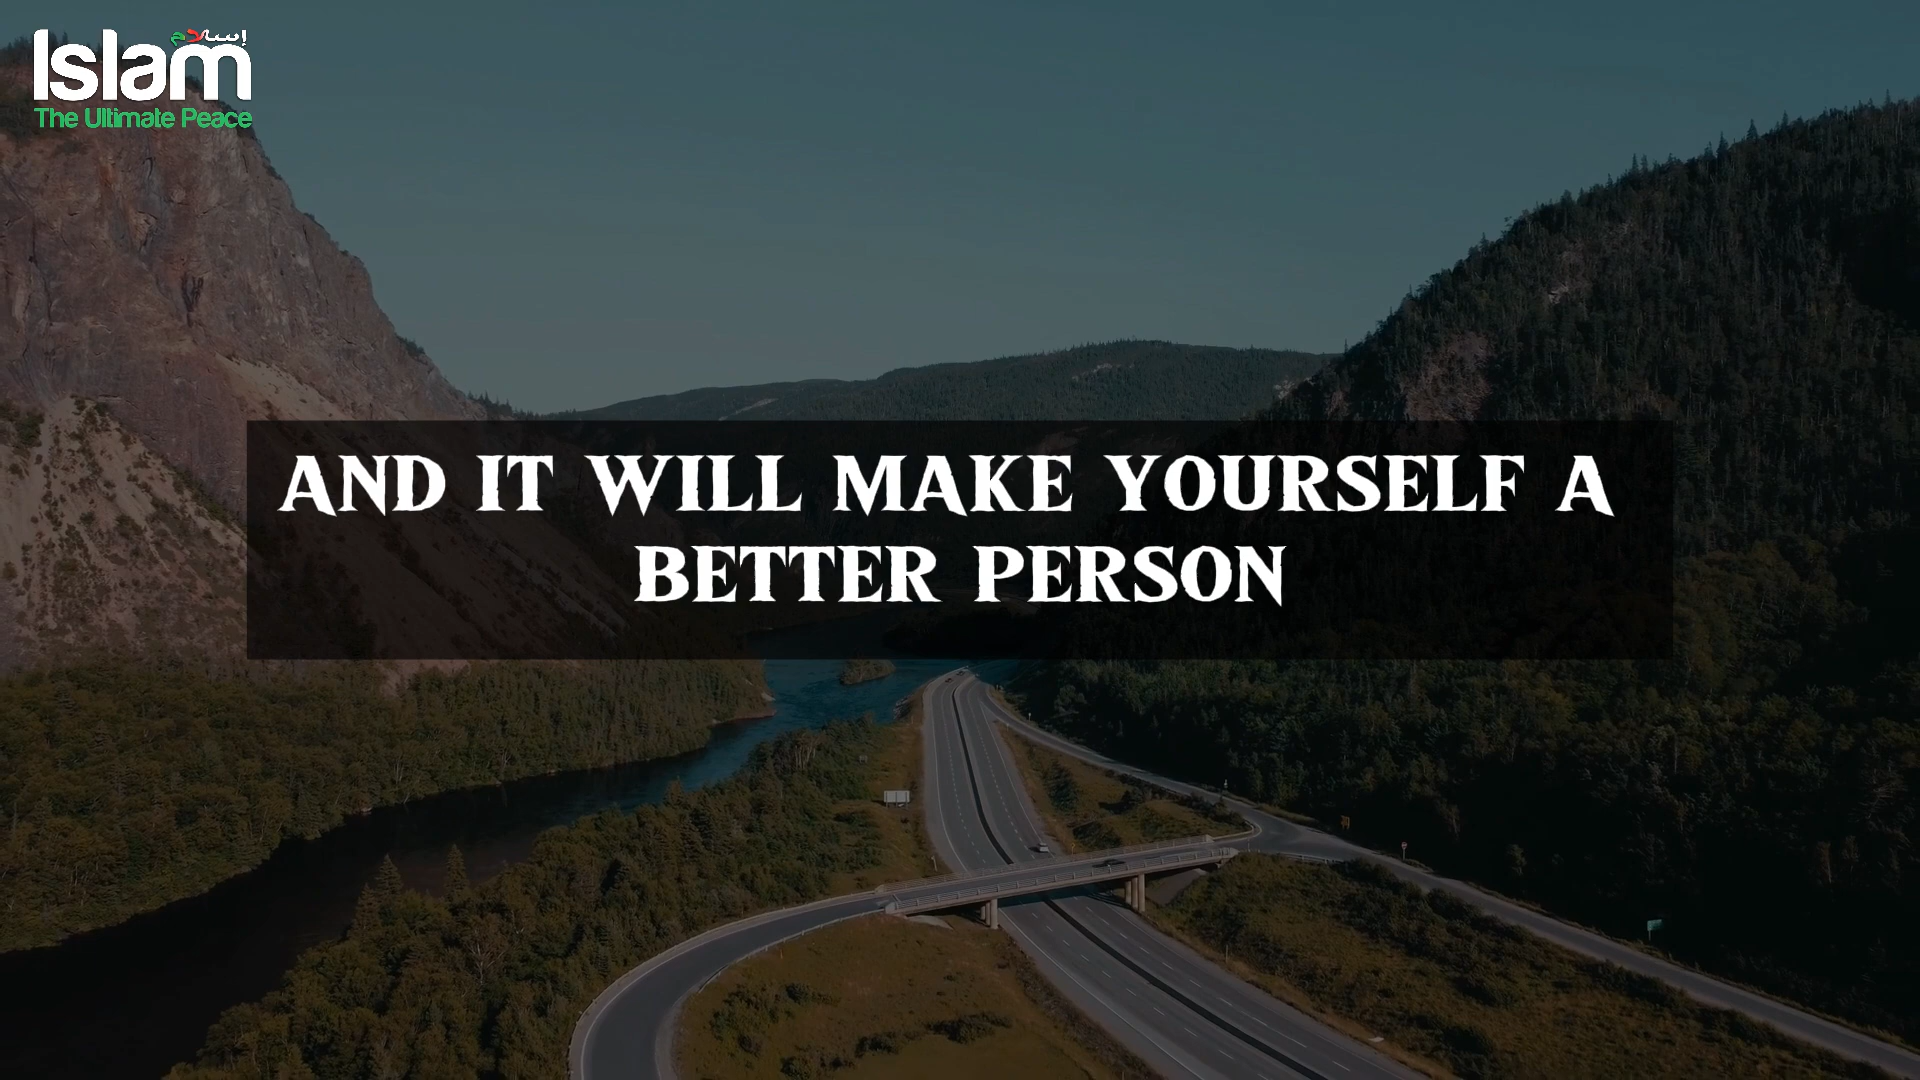 إسلام
Islam
The Ultimate Peace
AND IT WILL MAKE YOURSELF A
BETTER PERSON